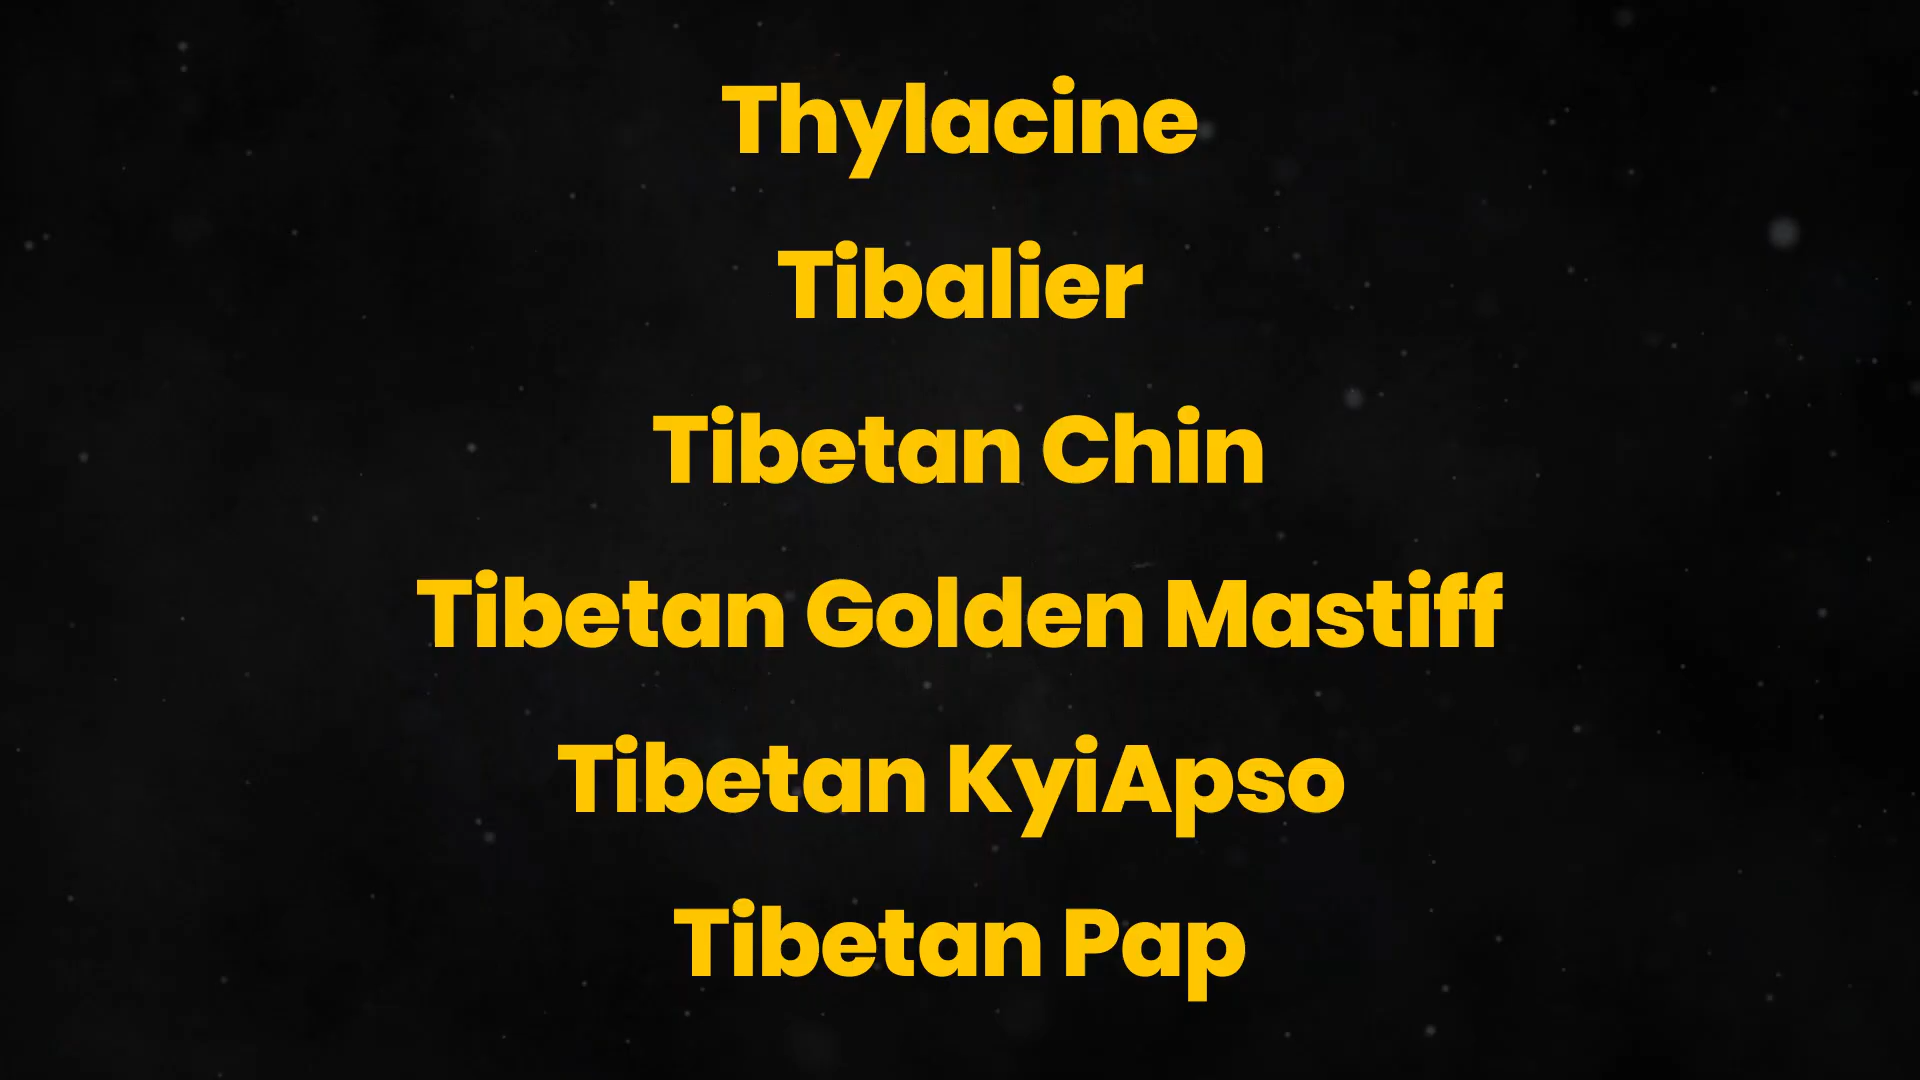 Thylacine
Tibalier
Tibetan Chin
Tibetan Golden Mastiff
Tibetan KyiApso
Tibetan Pap